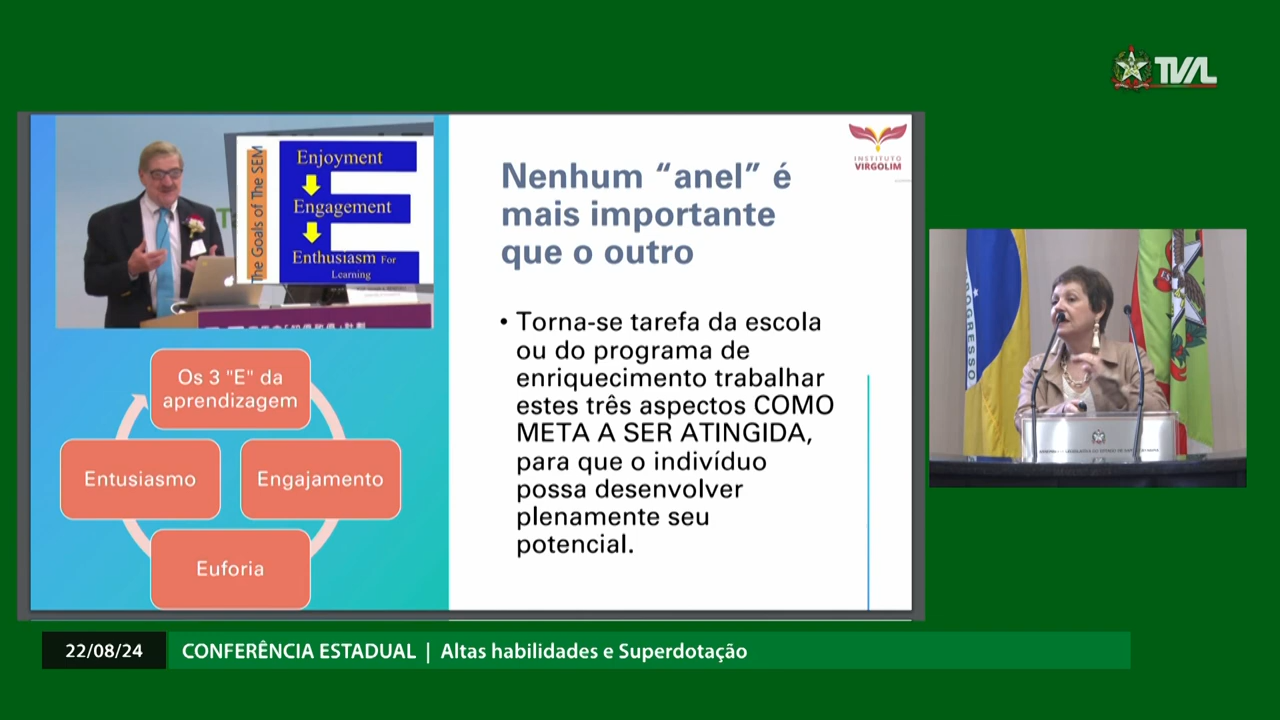 TVAL
The Goals of The SEM
Enjoyment
Engagement
Enthusiasm For
Learning
INSTITUTO
VIRGOLIM
Nenhum “anel” é
mais importante
que o outro
Os 3 "E" da
aprendizagem
Entusiasmo
Engajamento
Euforia
• Torna-se tarefa da escola
ou do programa de
enriquecimento trabalhar
estes três aspectos COMO
META A SER ATINGIDA,
para que o indivíduo
possa desenvolver
plenamente seu
potencial.
PROGRESSO
22/08/24
CONFERÊNCIA ESTADUAL | Altas habilidades e Superdotação